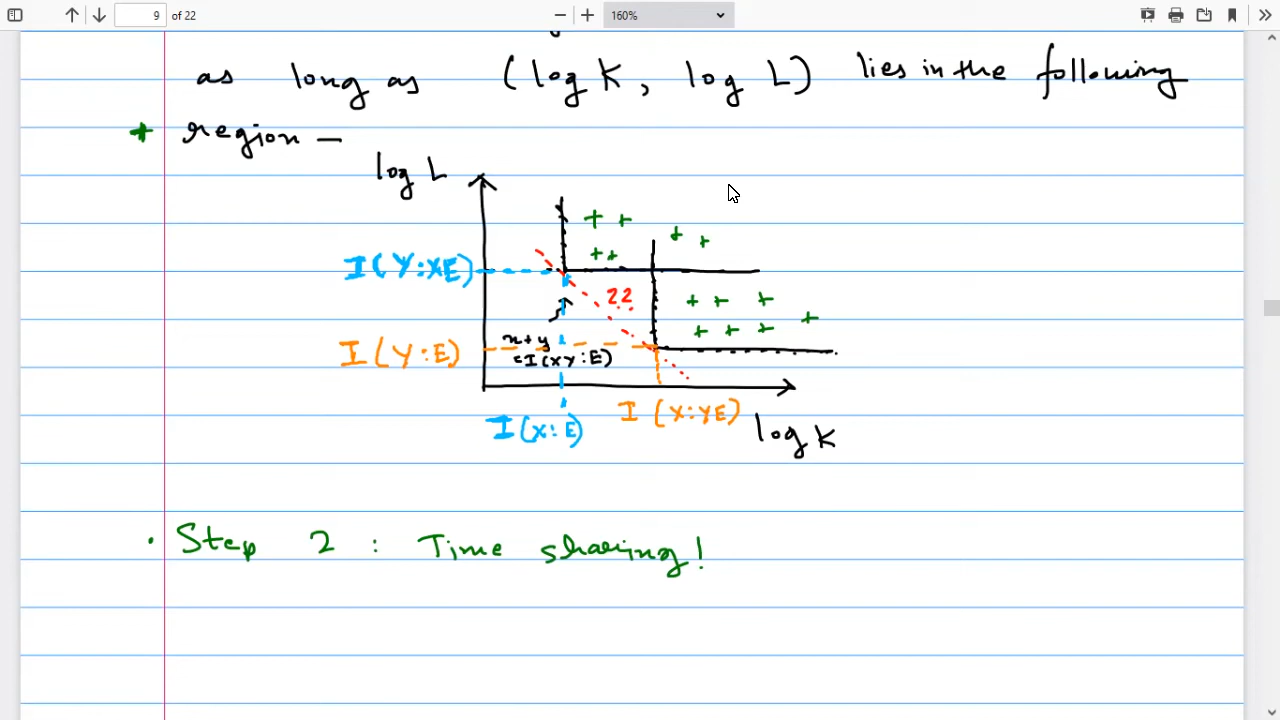 9 of 22
160%
as long as (log K, log L) lies in the following
+ region —
log L
+ +
+ +
+ +
I(Y:XE)
??
+ + +
+
+ + +
x+y
=I(XY:E)
I(Y:E)
I(X:E)
I(X:YE)
log K
· Step 2 : Time sharing!